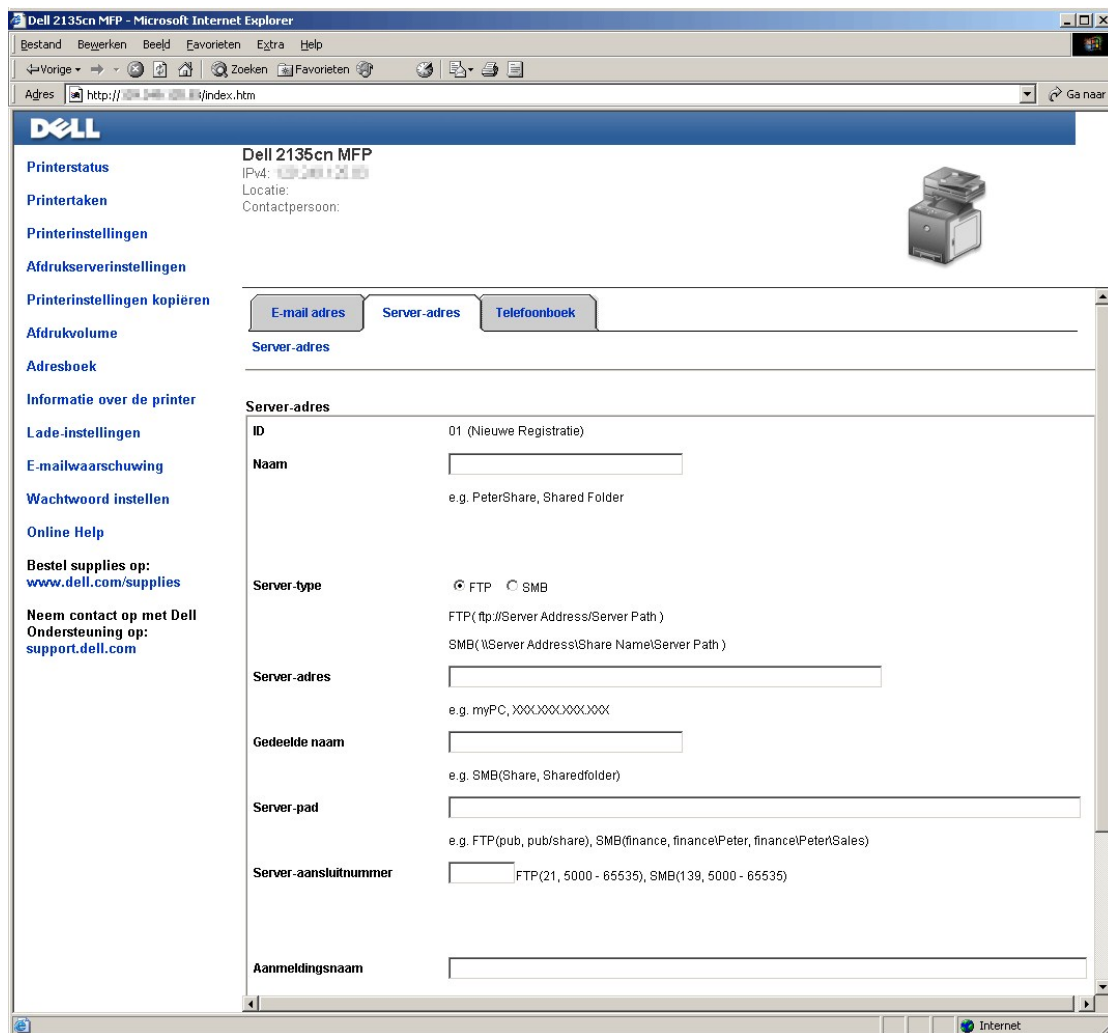 Dell 2135cn MFP - Microsoft Internet Explorer
Bestand Bewerken Beeld Favorieten Extra Help
Vorige Zoeken Favorieten
Adres http:// /index.htm Ga naar
DELL
Printerstatus
Printertaken
Printerinstellingen
Afdrukserverinstellingen
Printerinstellingen kopiëren
Afdrukvolume
Adresboek
Informatie over de printer
Lade-instellingen
E-mailwaarschuwing
Wachtwoord instellen
Online Help
Bestel supplies op:
www.dell.com/supplies
Neem contact op met Dell
Ondersteuning op:
support.dell.com
Dell 2135cn MFP
IPv4:
Locatie:
Contactpersoon:
E-mail adres Server-adres Telefoonboek
Server-adres
Server-adres
ID 01 (Nieuwe Registratie)
Naam
e.g. PeterShare, Shared Folder
Server-type FTP SMB
FTP( ftp://Server Address/Server Path )
SMB( \\Server Address\Share Name\Server Path )
Server-adres
e.g. myPC, XXX.XXX.XXX.XXX
Gedeelde naam
e.g. SMB(Share, Sharedfolder)
Server-pad
e.g. FTP(pub, pub/share), SMB(finance, finance\Peter, finance\Peter\Sales)
Server-aansluitnummer FTP(21, 5000 - 65535), SMB(139, 5000 - 65535)
Aanmeldingsnaam
Internet